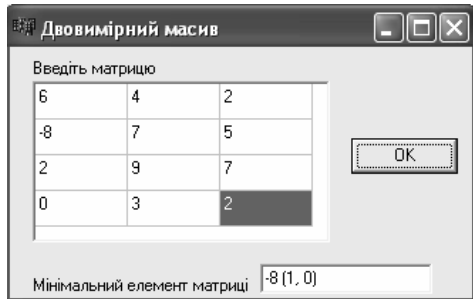 Двовимірний масив
Введіть матрицю
6 4 2
-8 7 5
2 9 7
0 3 2
OK
Мінімальний елемент матриці -8 (1, 0)